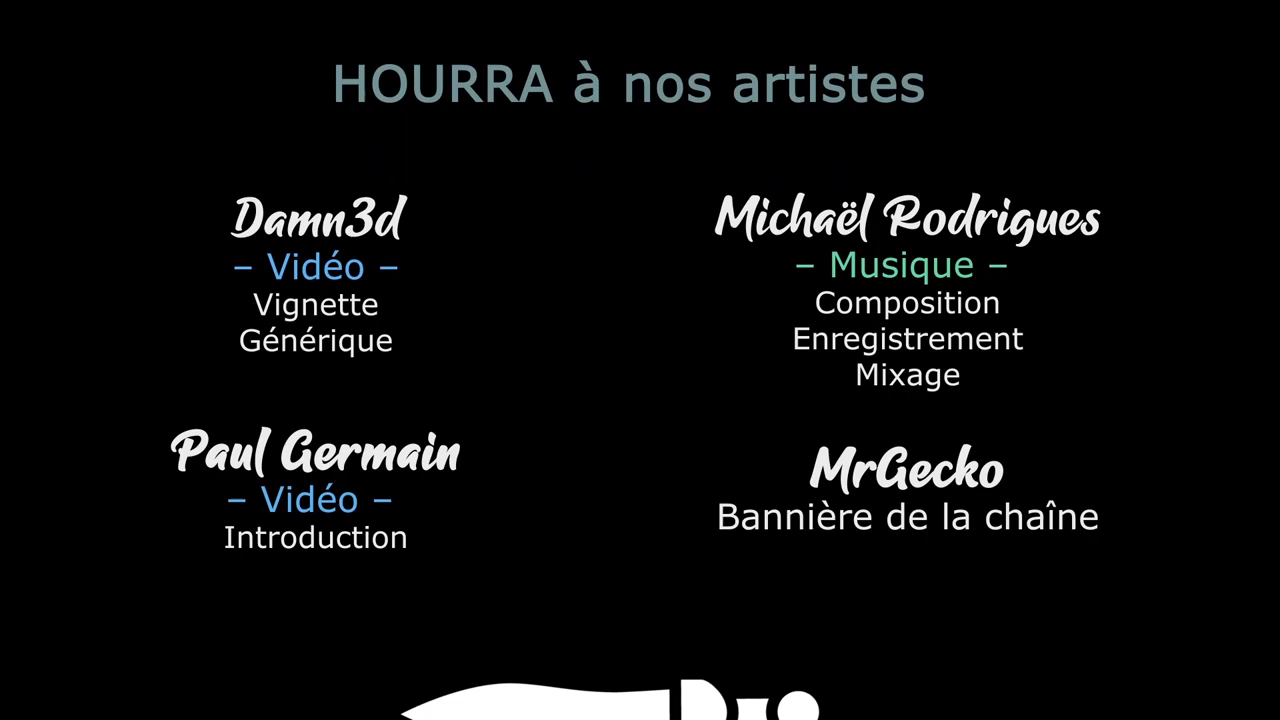 HOURRA à nos artistes
Damn3d
– Vidéo –
Vignette
Générique
Michaël Rodrigues
– Musique –
Composition
Enregistrement
Mixage
Paul Germain
– Vidéo –
Introduction
MrGecko
Bannière de la chaîne